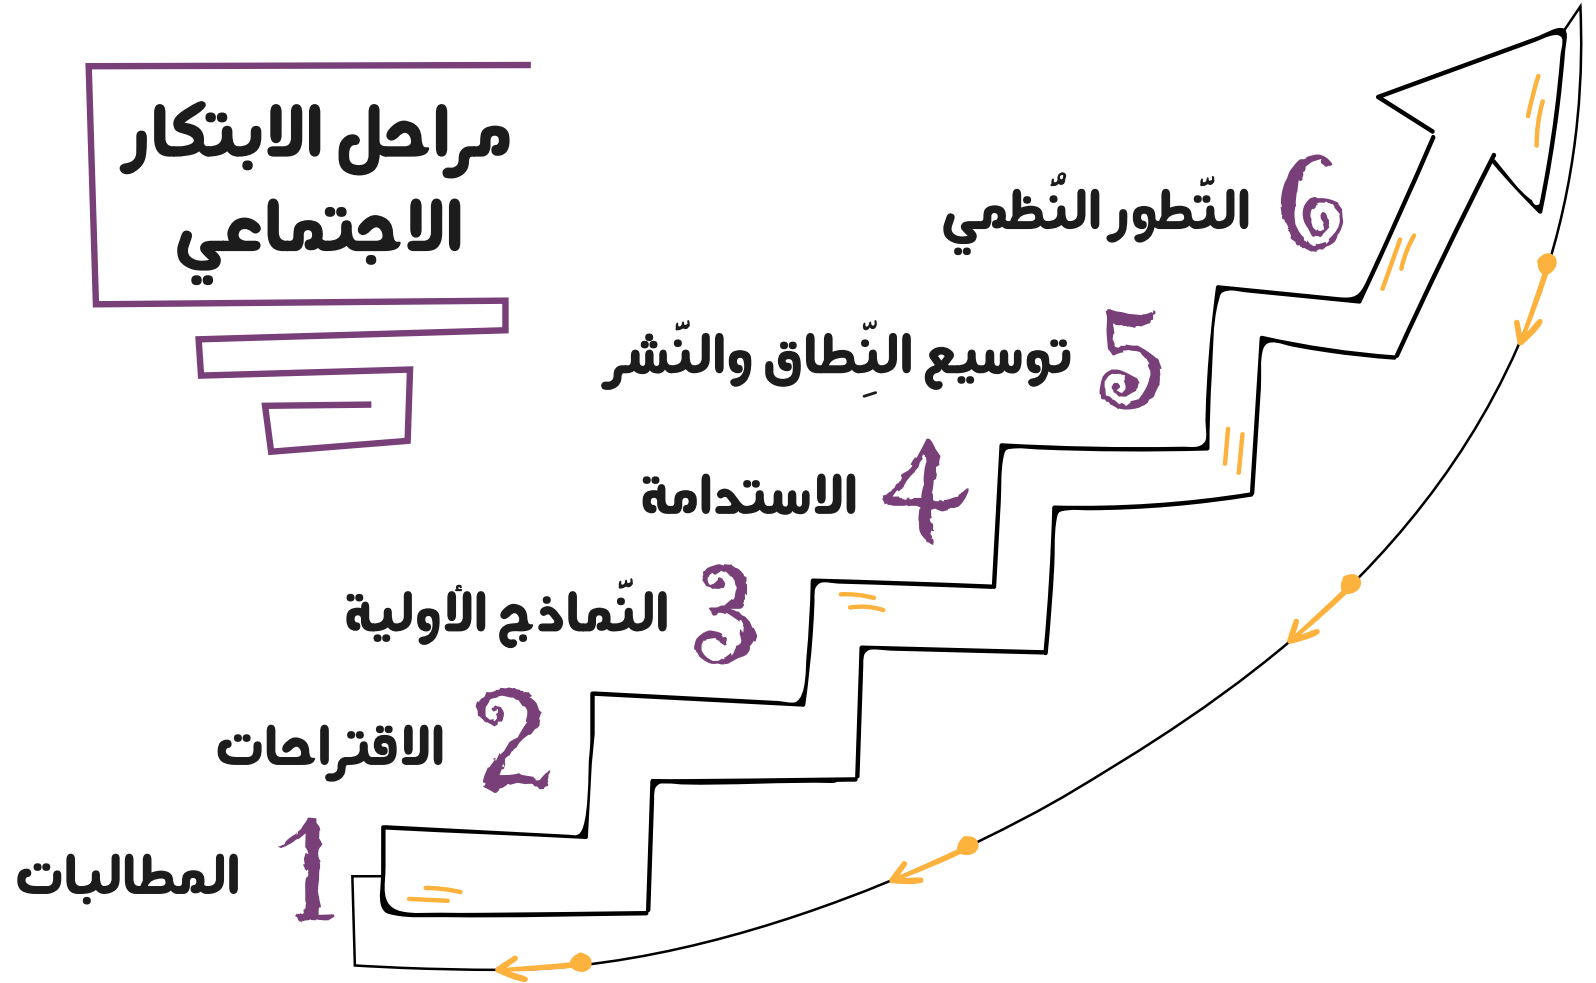 مراحل الابتكار
الاجتماعي
6 التّطور النُّظمي
5 توسيع النِّطاق والنّشر
4 الاستدامة
3 النّماذج الأولية
2 الاقتراحات
1 المطالبات